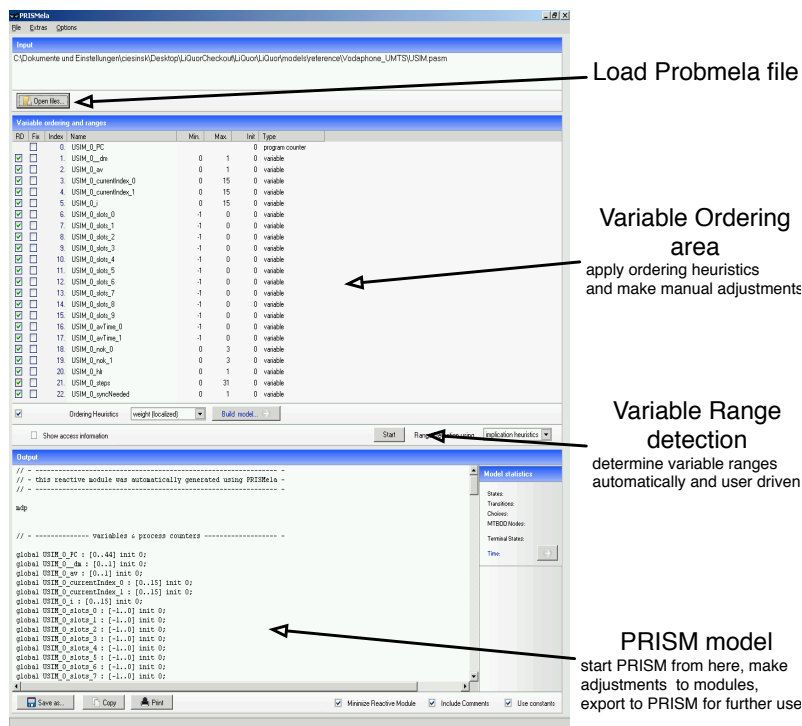 PRISMela
File Extras Options
Input
C:\Dokumente und Einstellungen\ciesinsk\Desktop\LiQuorCheckout\LiQuor\LiQuor\models\reference\Vodaphone_UMTS\USIM.pasm
Open files...
Load Probmela file
Variable ordering and ranges
RD Fix Index Name Min. Max. Init Type
0. USIM_0_PC 0 program counter
1. USIM_0__dm 0 1 0 variable
2. USIM_0_av 0 1 0 variable
3. USIM_0_currentIndex_0 0 15 0 variable
4. USIM_0_currentIndex_1 0 15 0 variable
5. USIM_0_i 0 15 0 variable
6. USIM_0_slots_0 -1 0 0 variable
7. USIM_0_slots_1 -1 0 0 variable
8. USIM_0_slots_2 -1 0 0 variable
9. USIM_0_slots_3 -1 0 0 variable
10. USIM_0_slots_4 -1 0 0 variable
11. USIM_0_slots_5 -1 0 0 variable
12. USIM_0_slots_6 -1 0 0 variable
13. USIM_0_slots_7 -1 0 0 variable
14. USIM_0_slots_8 -1 0 0 variable
15. USIM_0_slots_9 -1 0 0 variable
16. USIM_0_avTime_0 -1 0 0 variable
17. USIM_0_avTime_1 -1 0 0 variable
18. USIM_0_nok_0 0 3 0 variable
19. USIM_0_nok_1 0 3 0 variable
20. USIM_0_hlr 0 1 0 variable
21. USIM_0_steps 0 31 0 variable
22. USIM_0_syncNeeded 0 1 0 variable
Variable Ordering
area
apply ordering heuristics
and make manual adjustments
Ordering Heuristics weight (localized) Build model...
Show access information Start Range using implication heuristics
Variable Range
detection
determine variable ranges
automatically and user driven
Output
// - ------------------------------------------------------------ -
// - this reactive module was automatically generated using PRISMela -
// - ------------------------------------------------------------ -
mdp
// - -------------- variables & process counters ------------------ -
global USIM_0_PC : [0..44] init 0;
global USIM_0__dm : [0..1] init 0;
global USIM_0_av : [0..1] init 0;
global USIM_0_currentIndex_0 : [0..15] init 0;
global USIM_0_currentIndex_1 : [0..15] init 0;
global USIM_0_i : [0..15] init 0;
global USIM_0_slots_0 : [-1..0] init 0;
global USIM_0_slots_1 : [-1..0] init 0;
global USIM_0_slots_2 : [-1..0] init 0;
global USIM_0_slots_3 : [-1..0] init 0;
global USIM_0_slots_4 : [-1..0] init 0;
global USIM_0_slots_5 : [-1..0] init 0;
global USIM_0_slots_6 : [-1..0] init 0;
global USIM_0_slots_7 : [-1..0] init 0;
Model statistics
States:
Transitions:
Choices:
MTBDD Nodes:
Terminal States:
Time:
PRISM model
start PRISM from here, make
adjustments to modules,
export to PRISM for further use
Save as... Copy Print Minimize Reactive Module Include Comments Use constants